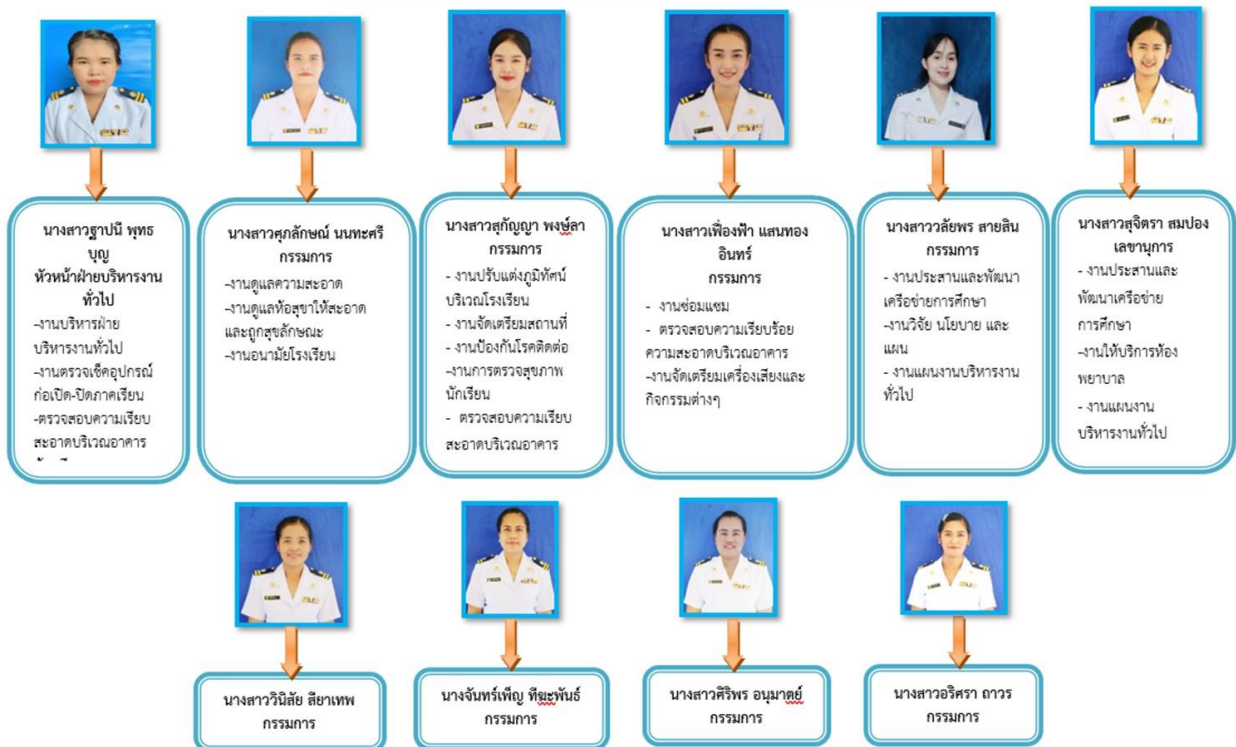 นางสาวฐาปนี พุทธ
บุญ
หัวหน้าฝ่ายบริหารงาน
ทั่วไป
-งานบริหารฝ่าย
บริหารงานทั่วไป
-งานตรวจเช็คอุปกรณ์
ก่อเปิด-ปิดภาคเรียน
-ตรวจสอบความเรียบ
สะอาดบริเวณอาคาร
นางสาวศุภลักษณ์ นนทะศรี
กรรมการ
-งานดูแลความสะอาด
-งานดูแลห้อสุขาให้สะอาด
และถูกสุขลักษณะ
-งานอนามัยโรงเรียน
นางสาวสุกัญญา พงษ์ลา
กรรมการ
- งานปรับแต่งภูมิทัศน์
บริเวณโรงเรียน
- งานจัดเตรียมสถานที่
- งานป้องกันโรคติดต่อ
-งานการตรวจสุขภาพ
นักเรียน
- ตรวจสอบความเรียบ
สะอาดบริเวณอาคาร
นางสาวเฟื่องฟ้า แสนทอง
อินทร์
กรรมการ
- งานซ่อมแซม
- ตรวจสอบความเรียบร้อย
ความสะอาดบริเวณอาคาร
-งานจัดเตรียมเครื่องเสียงและ
กิจกรรมต่างๆ
นางสาววลัยพร สายสิน
กรรมการ
- งานประสานและพัฒนา
เครือข่ายการศึกษา
-งานวิจัย นโยบาย และ
แผน
- งานแผนงานบริหารงาน
ทั่วไป
นางสาวสุจิตรา สมปอง
เลขานุการ
- งานประสานและ
พัฒนาเครือข่าย
การศึกษา
-งานให้บริการห้อง
พยาบาล
- งานแผนงาน
บริหารงานทั่วไป
นางสาววินิสัย สียาเทพ
กรรมการ
นางจันทร์เพ็ญ ทีฆะพันธ์
กรรมการ
นางสาวศิริพร อนุมาตย์
กรรมการ
นางสาวอริศรา ถาวร
กรรมการ